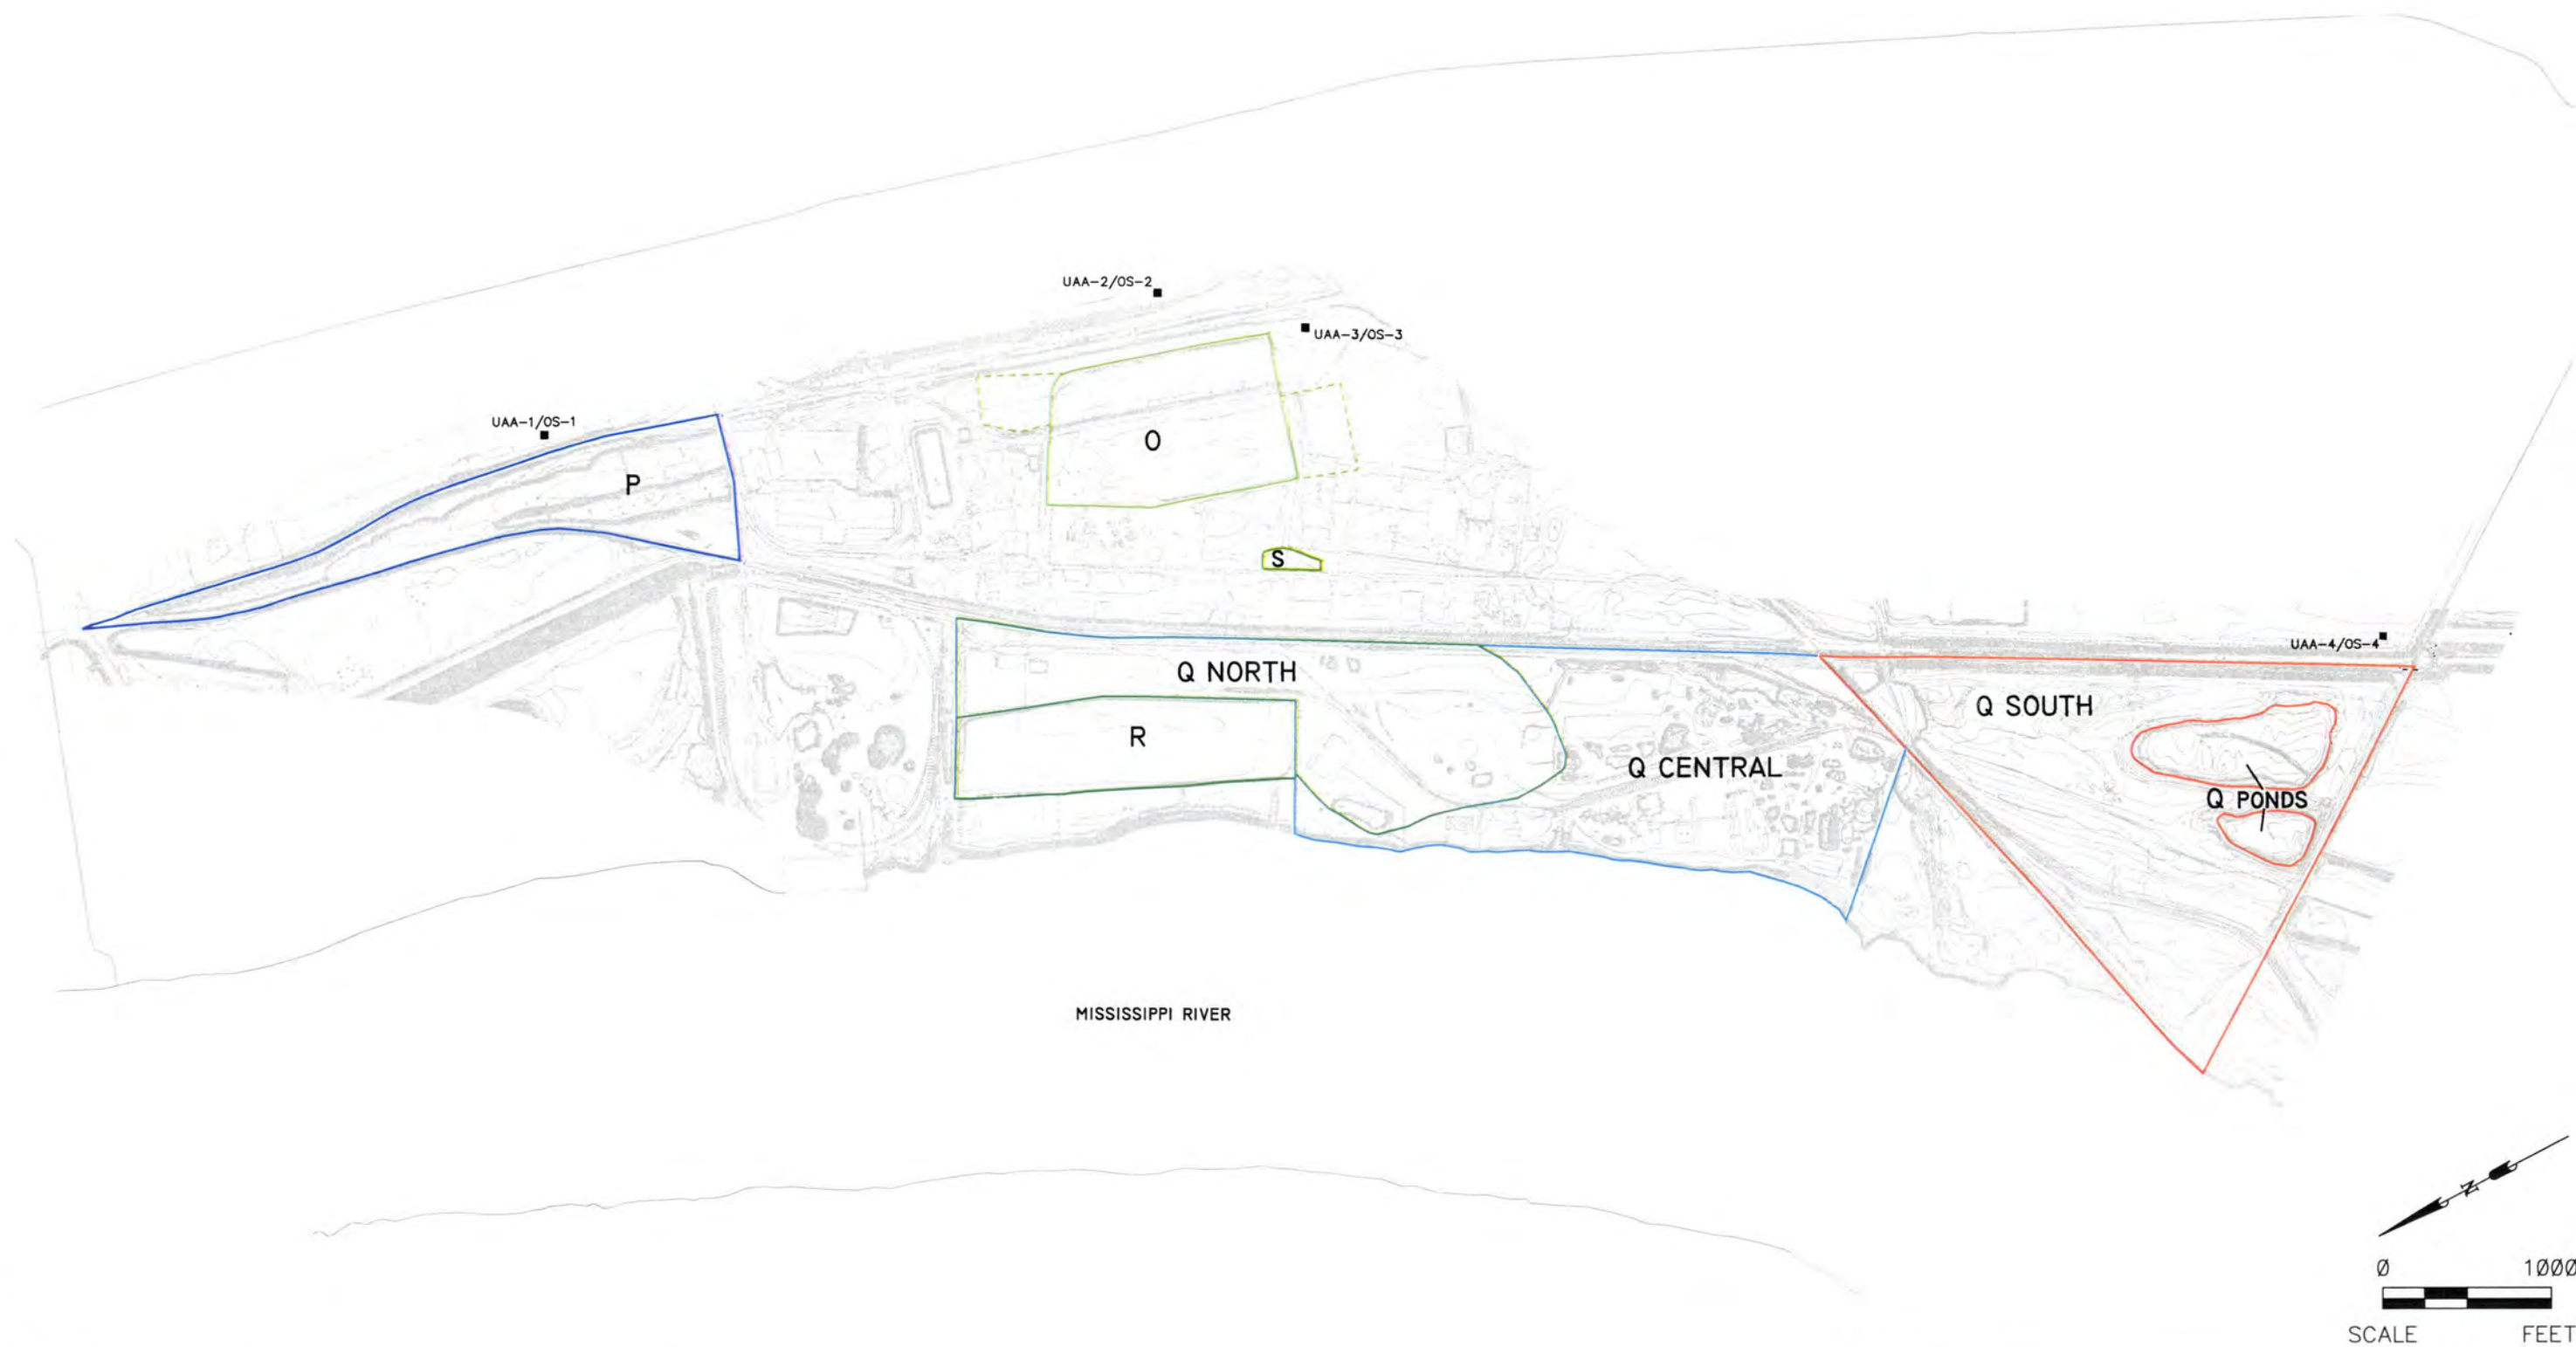 UAA-2/OS-2
UAA-3/OS-3
UAA-1/OS-1
O
P
S
UAA-4/OS-4
Q NORTH
Q SOUTH
R
Q CENTRAL
Q PONDS
MISSISSIPPI RIVER
N
0 1000
SCALE FEET